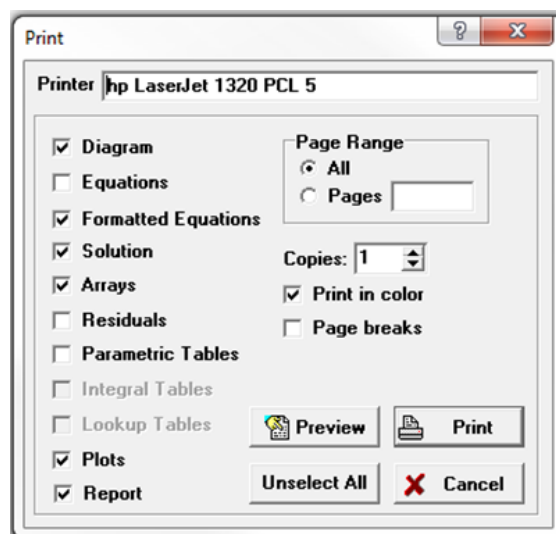 Print
Printer hp LaserJet 1320 PCL 5
Diagram
Equations
Formatted Equations
Solution
Arrays
Residuals
Parametric Tables
Integral Tables
Lookup Tables
Plots
Report
Page Range
All
Pages
Copies: 1
Print in color
Page breaks
Preview
Print
Unselect All
Cancel